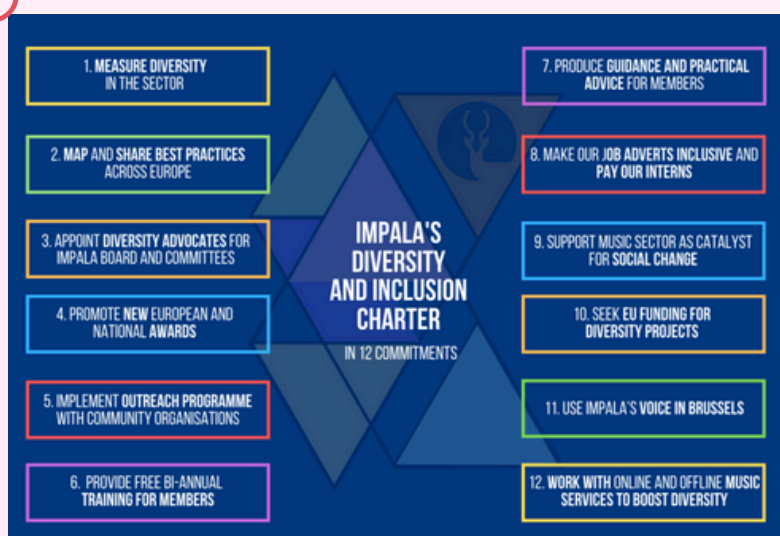 1. MEASURE DIVERSITY
IN THE SECTOR
2. MAP AND SHARE BEST PRACTICES
ACROSS EUROPE
3. APPOINT DIVERSITY ADVOCATES FOR
IMPALA BOARD AND COMMITTEES
4. PROMOTE NEW EUROPEAN AND
NATIONAL AWARDS
5. IMPLEMENT OUTREACH PROGRAMME
WITH COMMUNITY ORGANISATIONS
6. PROVIDE FREE BI-ANNUAL
TRAINING FOR MEMBERS
IMPALA'S
DIVERSITY
AND INCLUSION
CHARTER
IN 12 COMMITMENTS
7. PRODUCE GUIDANCE AND PRACTICAL
ADVICE FOR MEMBERS
8. MAKE OUR JOB ADVERTS INCLUSIVE AND
PAY OUR INTERNS
9. SUPPORT MUSIC SECTOR AS CATALYST
FOR SOCIAL CHANGE
10. SEEK EU FUNDING FOR
DIVERSITY PROJECTS
11. USE IMPALA'S VOICE IN BRUSSELS
12. WORK WITH ONLINE AND OFFLINE MUSIC
SERVICES TO BOOST DIVERSITY